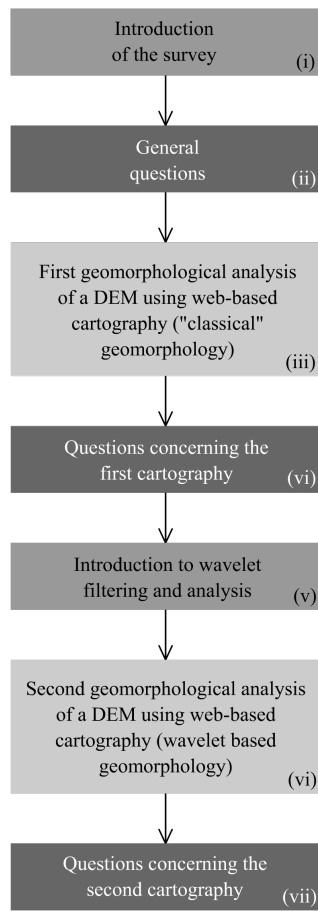 Introduction
of the survey
(i)
General
questions
(ii)
First geomorphological analysis
of a DEM using web-based
cartography ("classical"
geomorphology)
(iii)
Questions concerning the
first cartography
(vi)
Introduction to wavelet
filtering and analysis
(v)
Second geomorphological analysis
of a DEM using web-based
cartography (wavelet based
geomorphology)
(vi)
Questions concerning the
second cartography
(vii)